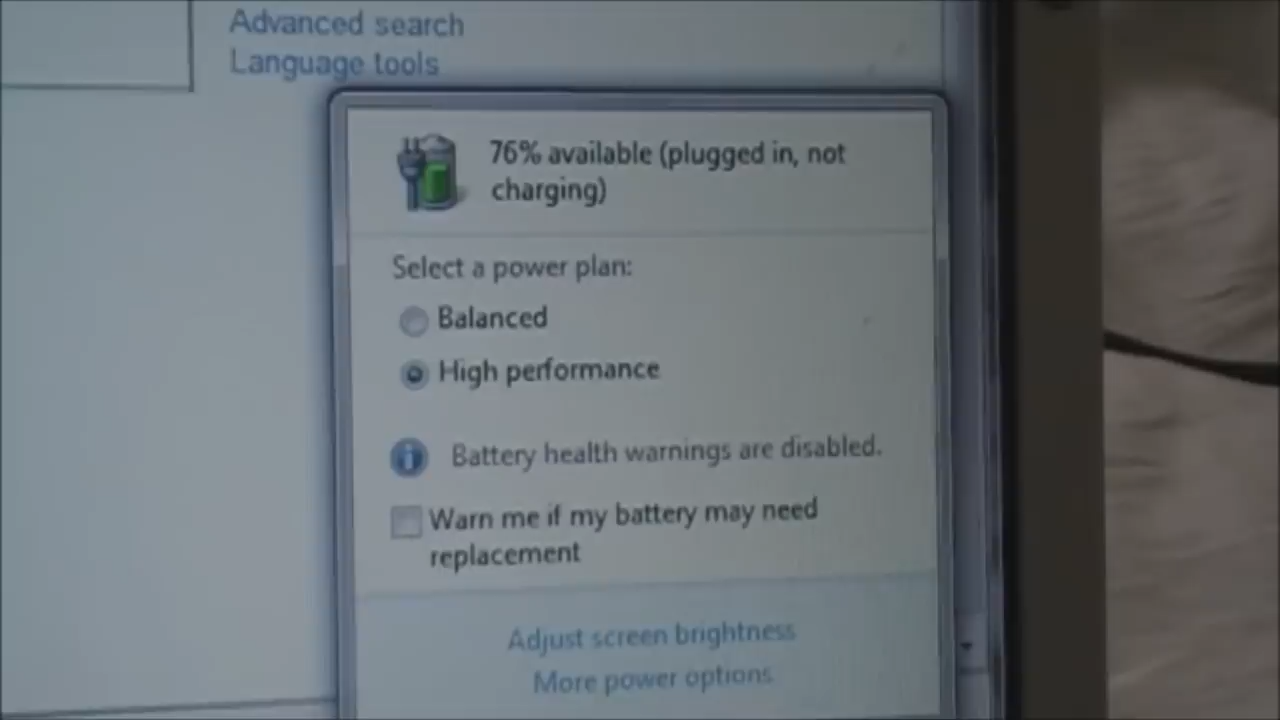 Advanced search
Language tools
76% available (plugged in, not
charging)
Select a power plan:
Balanced
High performance
Battery health warnings are disabled.
Warn me if my battery may need
replacement
Adjust screen brightness
More power options